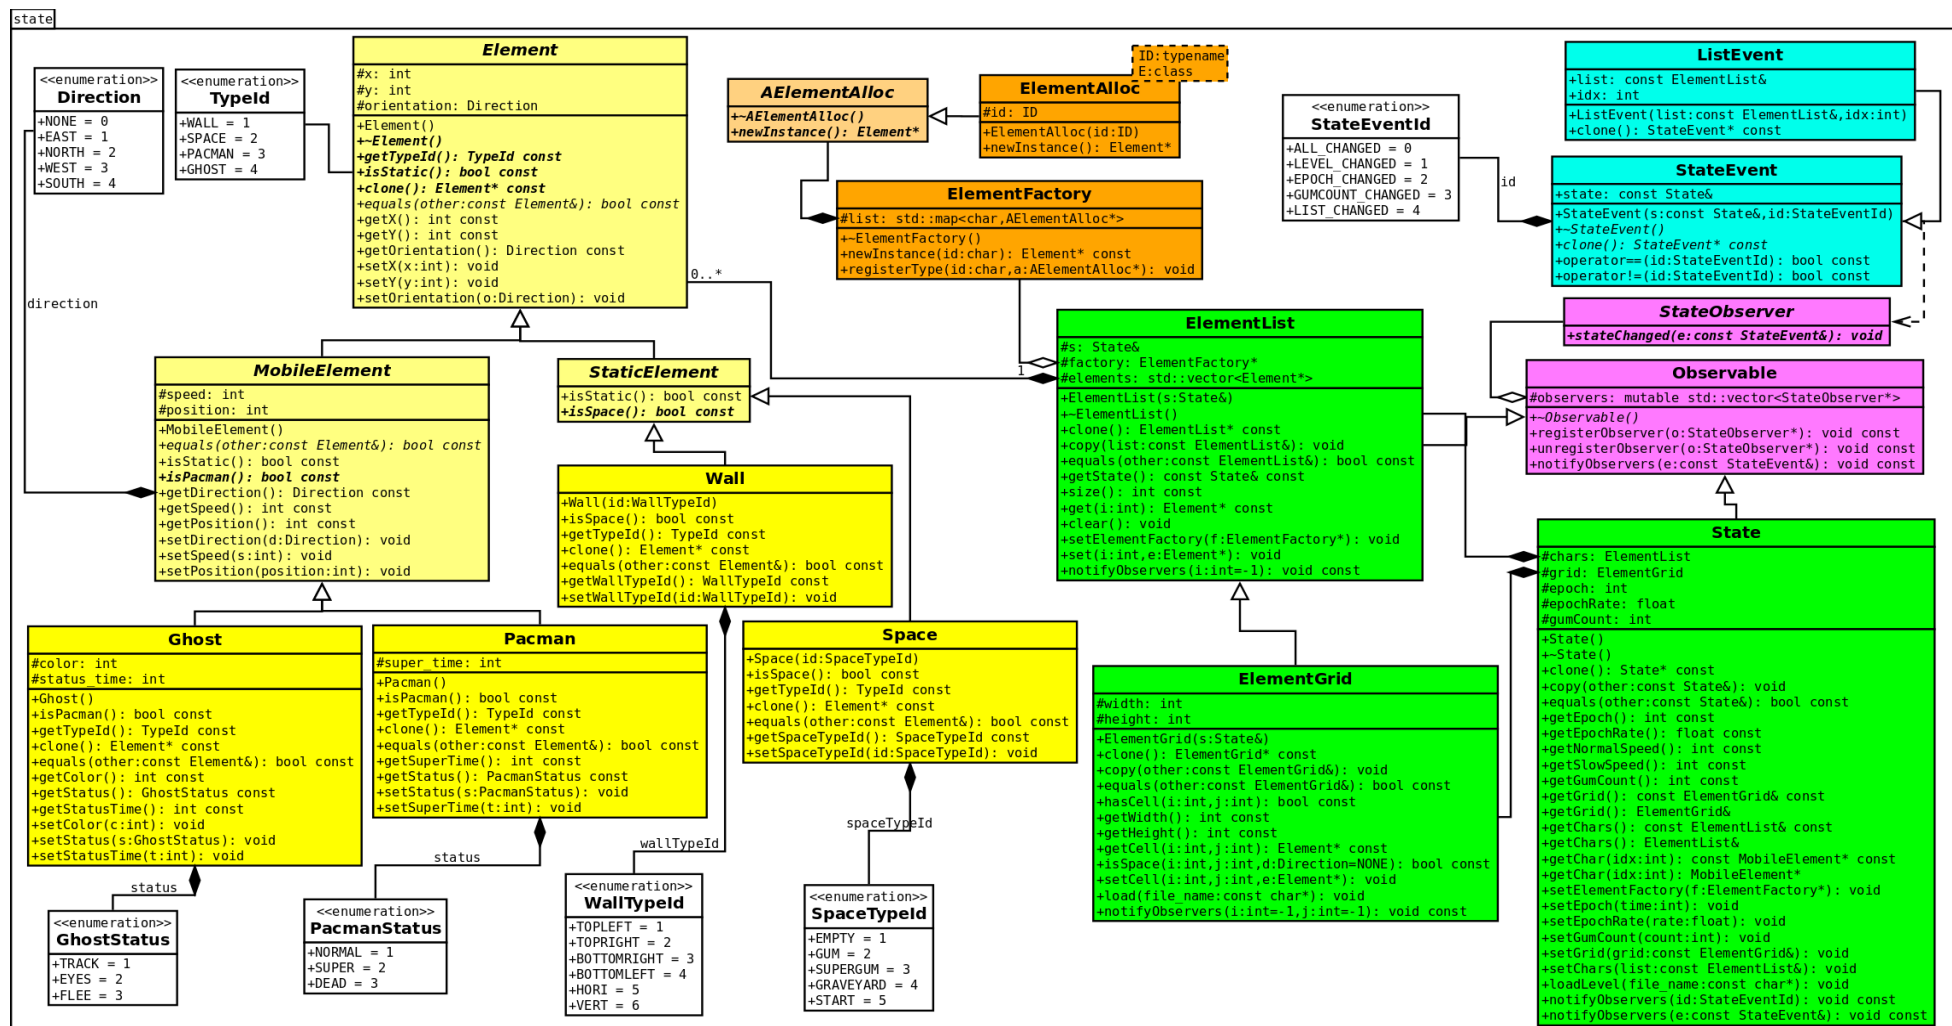 state
<<enumeration>>
Direction
+NONE = 0
+EAST = 1
+NORTH = 2
+WEST = 3
+SOUTH = 4
<<enumeration>>
TypeId
+WALL = 1
+SPACE = 2
+PACMAN = 3
+GHOST = 4
Element
#x: int
#y: int
#orientation: Direction
+Element()
+~Element()
+getTypeId(): TypeId const
+isStatic(): bool const
+clone(): Element* const
+equals(other:const Element&): bool const
+getX(): int const
+getY(): int const
+getOrientation(): Direction const
+setX(x:int): void
+setY(y:int): void
+setOrientation(o:Direction): void
AElementAlloc
+~AElementAlloc()
+newInstance(): Element*
ID:typename
E:class
ElementAlloc
#id: ID
+ElementAlloc(id:ID)
+newInstance(): Element*
ElementFactory
#list: std::map<char,AElementAlloc*>
+~ElementFactory()
+newInstance(id:char): Element* const
+registerType(id:char,a:AElementAlloc*): void
<<enumeration>>
StateEventId
+ALL_CHANGED = 0
+LEVEL_CHANGED = 1
+EPOCH_CHANGED = 2
+GUMCOUNT_CHANGED = 3
+LIST_CHANGED = 4
id
ListEvent
+list: const ElementList&
+idx: int
+ListEvent(list:const ElementList&,idx:int)
+clone(): StateEvent* const
StateEvent
+state: const State&
+StateEvent(s:const State&,id:StateEventId)
+~StateEvent()
+clone(): StateEvent* const
+operator==(id:StateEventId): bool const
+operator!=(id:StateEventId): bool const
StateObserver
+stateChanged(e:const StateEvent&): void
Observable
#observers: mutable std::vector<StateObserver*>
+~Observable()
+registerObserver(o:StateObserver*): void const
+unregisterObserver(o:StateObserver*): void const
+notifyObservers(e:const StateEvent&): void const
direction
0..*
1
ElementList
#s: State&
#factory: ElementFactory*
#elements: std::vector<Element*>
+ElementList(s:State&)
+~ElementList()
+clone(): ElementList* const
+copy(list:const ElementList&): void
+equals(other:const ElementList&): bool const
+getState(): const State& const
+size(): int const
+get(i:int): Element* const
+clear(): void
+setElementFactory(f:ElementFactory*): void
+set(i:int,e:Element*): void
+notifyObservers(i:int=-1): void const
MobileElement
#speed: int
#position: int
+MobileElement()
+equals(other:const Element&): bool const
+isStatic(): bool const
+isPacman(): bool const
+getDirection(): Direction const
+getSpeed(): int const
+getPosition(): int const
+setDirection(d:Direction): void
+setSpeed(s:int): void
+setPosition(position:int): void
StaticElement
+isStatic(): bool const
+isSpace(): bool const
Wall
+Wall(id:WallTypeId)
+isSpace(): bool const
+getTypeId(): TypeId const
+clone(): Element* const
+equals(other:const Element&): bool const
+getWallTypeId(): WallTypeId const
+setWallTypeId(id:WallTypeId): void
Ghost
#color: int
#status_time: int
+Ghost()
+isPacman(): bool const
+getTypeId(): TypeId const
+clone(): Element* const
+equals(other:const Element&): bool const
+getColor(): int const
+getStatus(): GhostStatus const
+getStatusTime(): int const
+setColor(c:int): void
+setStatus(s:GhostStatus): void
+setStatusTime(t:int): void
Pacman
#super_time: int
+Pacman()
+isPacman(): bool const
+getTypeId(): TypeId const
+clone(): Element* const
+equals(other:const Element&): bool const
+getSuperTime(): int const
+getStatus(): PacmanStatus const
+setStatus(s:PacmanStatus): void
+setSuperTime(t:int): void
Space
+Space(id:SpaceTypeId)
+isSpace(): bool const
+getTypeId(): TypeId const
+clone(): Element* const
+equals(other:const Element&): bool const
+getSpaceTypeId(): SpaceTypeId const
+setSpaceTypeId(id:SpaceTypeId): void
ElementGrid
#width: int
#height: int
+ElementGrid(s:State&)
+clone(): ElementGrid* const
+copy(other:const ElementGrid&): void
+equals(other:const ElementGrid&): bool const
+hasCell(i:int,j:int): bool const
+getWidth(): int const
+getHeight(): int const
+getCell(i:int,j:int): Element* const
+isSpace(i:int,j:int,d:Direction=NONE): bool const
+setCell(i:int,j:int,e:Element*): void
+load(file_name:const char*): void
+notifyObservers(i:int=-1,j:int=-1): void const
State
#chars: ElementList
#grid: ElementGrid
#epoch: int
#epochRate: float
#gumCount: int
+State()
+~State()
+clone(): State* const
+copy(other:const State&): void
+equals(other:const State&): bool const
+getEpoch(): int const
+getEpochRate(): float const
+getNormalSpeed(): int const
+getSlowSpeed(): int const
+getGumCount(): int const
+getGrid(): const ElementGrid& const
+getGrid(): ElementGrid&
+getChars(): const ElementList& const
+getChars(): ElementList&
+getChar(idx:int): const MobileElement* const
+getChar(idx:int): MobileElement*
+setElementFactory(f:ElementFactory*): void
+setEpoch(time:int): void
+setEpochRate(rate:float): void
+setGumCount(count:int): void
+setGrid(grid:const ElementGrid&): void
+setChars(list:const ElementList&): void
+loadLevel(file_name:const char*): void
+notifyObservers(id:StateEventId): void const
+notifyObservers(e:const StateEvent&): void const
status
<<enumeration>>
GhostStatus
+TRACK = 1
+EYES = 2
+FLEE = 3
status
<<enumeration>>
PacmanStatus
+NORMAL = 1
+SUPER = 2
+DEAD = 3
wallTypeId
<<enumeration>>
WallTypeId
+TOPLEFT = 1
+TOPRIGHT = 2
+BOTTOMRIGHT = 3
+BOTTOMLEFT = 4
+HORI = 5
+VERT = 6
spaceTypeId
<<enumeration>>
SpaceTypeId
+EMPTY = 1
+GUM = 2
+SUPERGUM = 3
+GRAVEYARD = 4
+START = 5